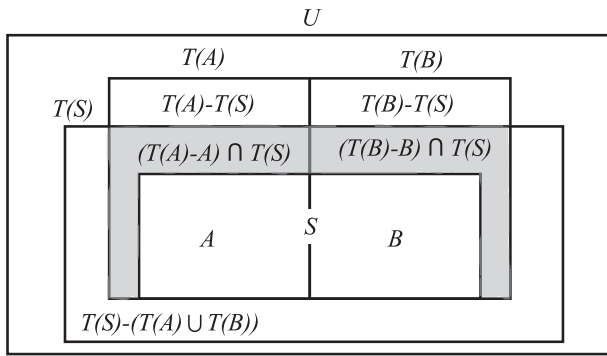 U
T(A) T(B)
T(A)-T(S) T(B)-T(S)
T(S)
(T(A)-A) ∩ T(S) (T(B)-B) ∩ T(S)
A S B
T(S)-(T(A) ∪ T(B))